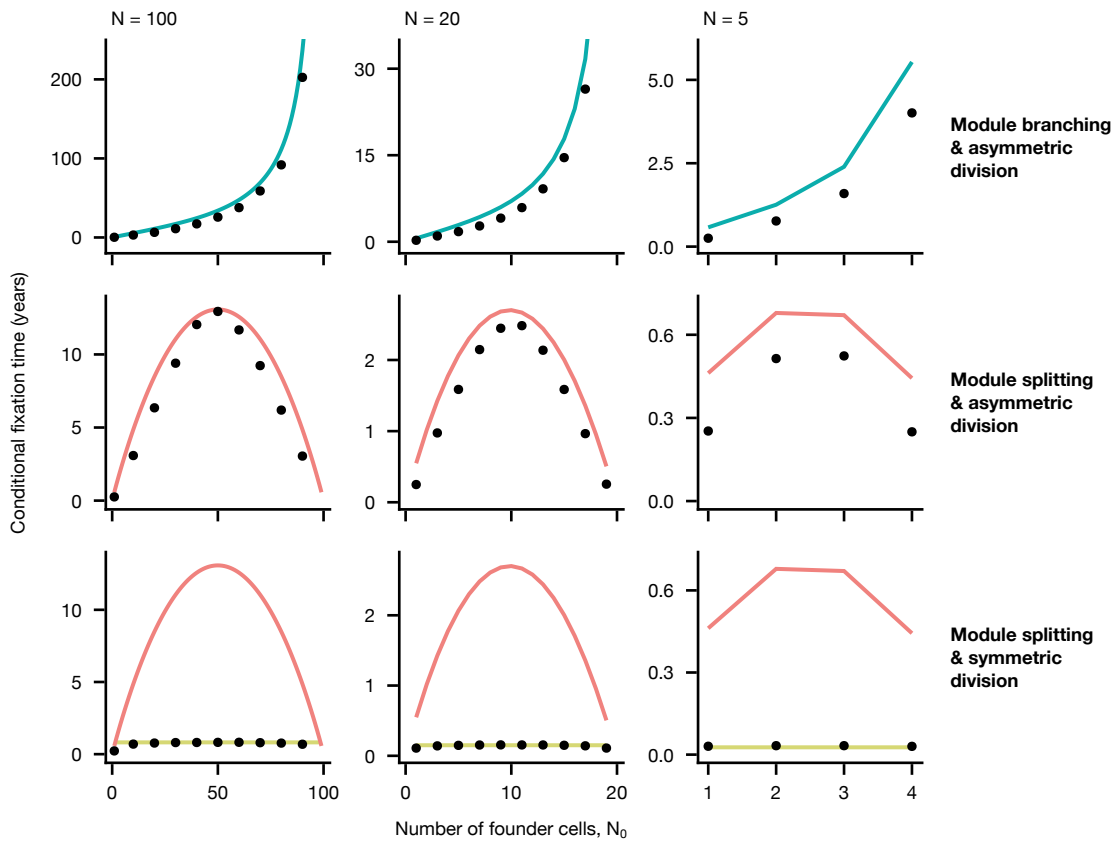 N = 100
N = 20
N = 5
200
100
0
30
15
0
5.0
2.5
0.0
Module branching
& asymmetric
division
Conditional fixation time (years)
10
5
0
2
1
0
0.6
0.3
0.0
Module splitting
& asymmetric
division
10
5
0
2
1
0
0.6
0.3
0.0
Module splitting
& symmetric
division
0 50 100
0 10 20
1 2 3 4
Number of founder cells, N₀